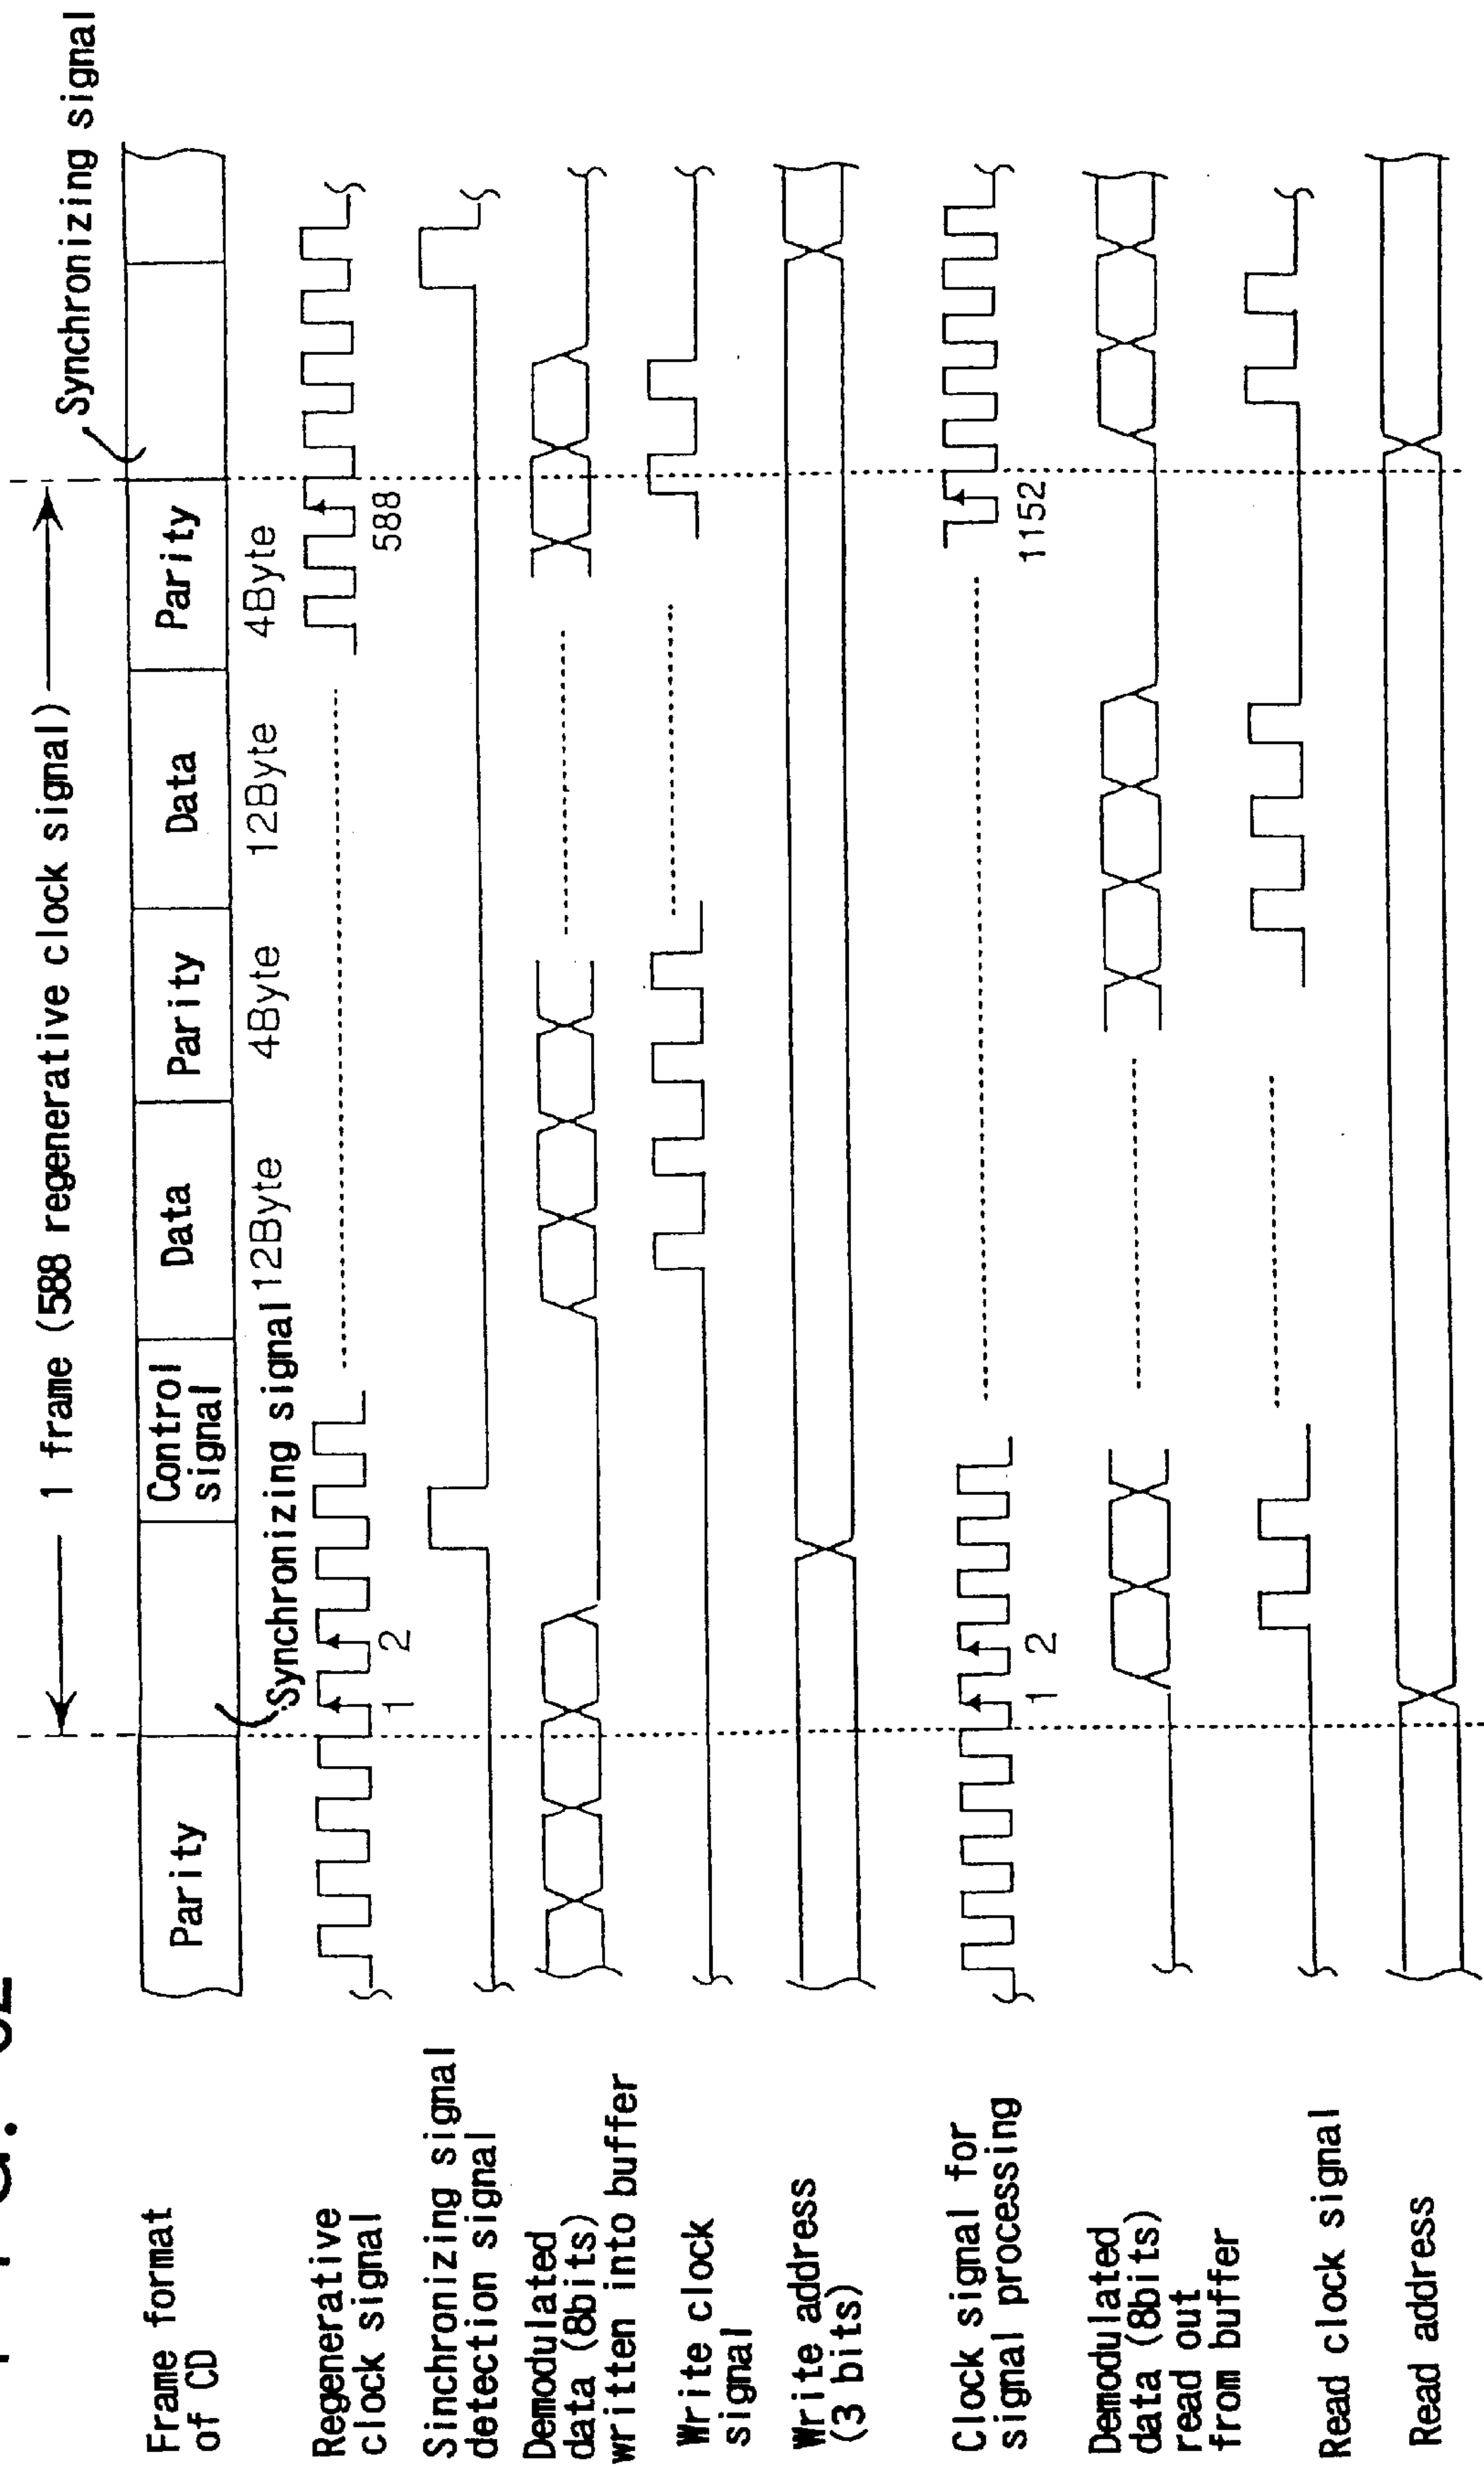 1 frame (588 regenerative clock signal)
Synchronizing signal
Frame format
of CD
Parity
Control
signal
Data
Parity
Data
Parity
Synchronizing signal
12Byte
4Byte
12Byte
4Byte
Regenerative
clock signal
1
2
588
Sinchronizing signal
detection signal
Demodulated
data (8bits)
written into buffer
Write clock
signal
Write address
(3 bits)
Clock signal for
signal processing
1
2
1152
Demodulated
data (8bits)
read out
from buffer
Read clock signal
Read address